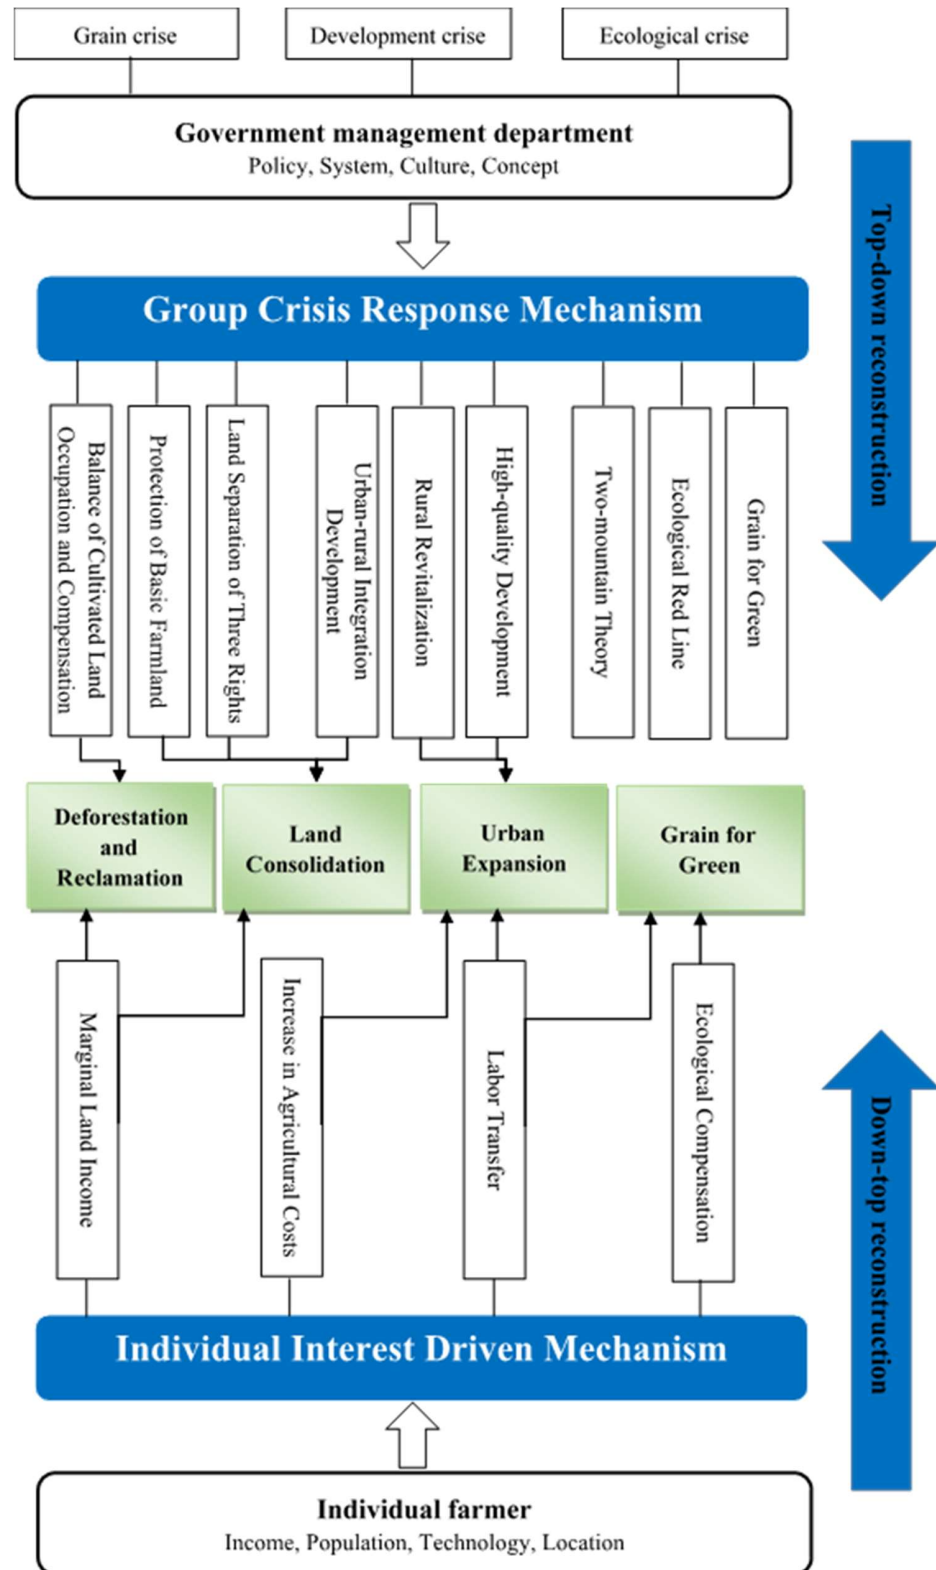 Grain crise
Development crise
Ecological crise
Government management department
Policy, System, Culture, Concept
Top-down reconstruction
Group Crisis Response Mechanism
Balance of Cultivated Land
Occupation and Compensation
Protection of Basic Farmland
Land Separation of Three Rights
Urban-rural Integration
Development
Rural Revitalization
High-quality Development
Two-mountain Theory
Ecological Red Line
Grain for Green
Deforestation
and
Reclamation
Land
Consolidation
Urban
Expansion
Grain for
Green
Marginal Land Income
Increase in Agricultural Costs
Labor Transfer
Ecological Compensation
Down-top reconstruction
Individual Interest Driven Mechanism
Individual farmer
Income, Population, Technology, Location